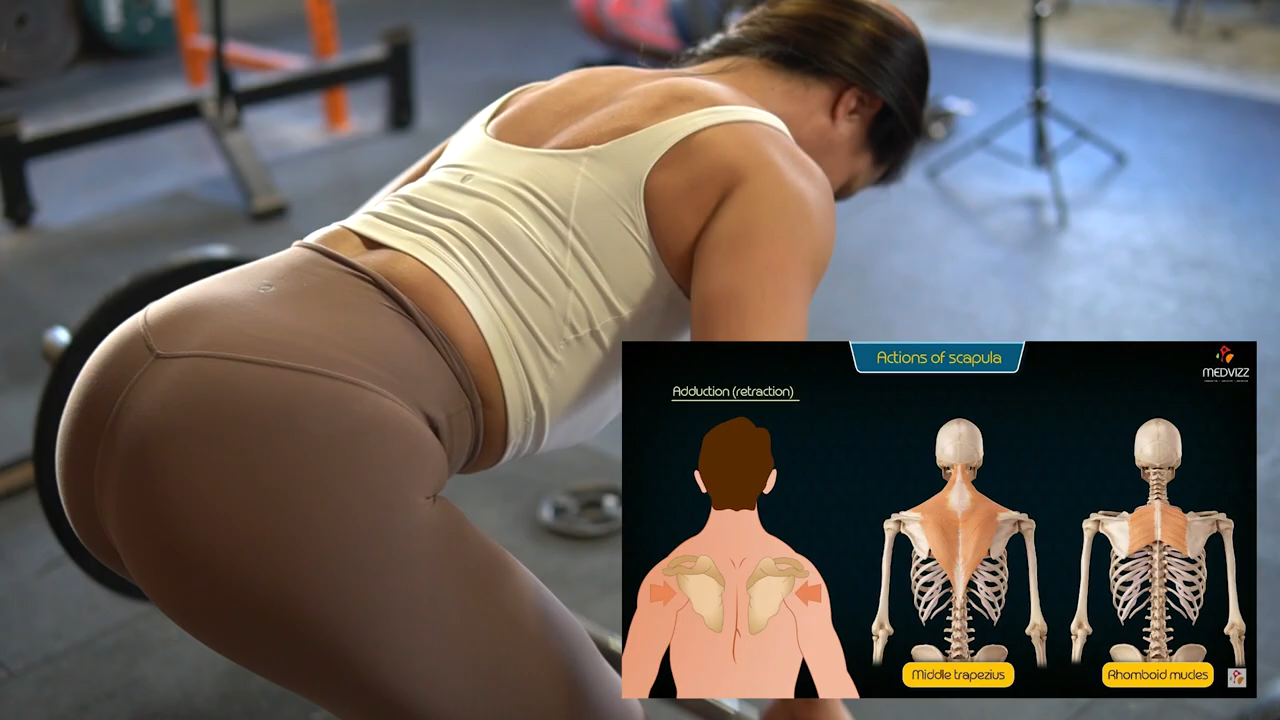 Actions of scapula
MEDVIZZ
Adduction (retraction)
Middle trapezius
Rhomboid mucles